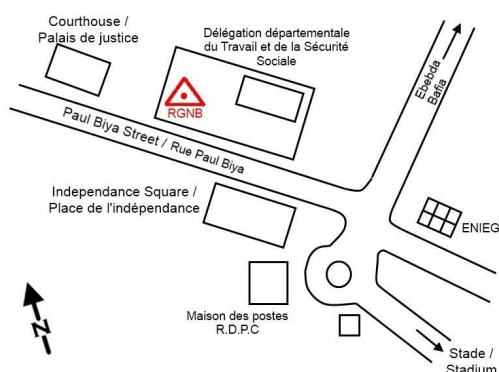 Courthouse /
Palais de justice
Délégation départementale
du Travail et de la Sécurité
Sociale
RGNB
Ebebda
Bafia
Paul Biya Street / Rue Paul Biya
Independance Square /
Place de l'indépendance
ENIEG
Maison des postes
R.D.P.C
N
Stade /
Stadium